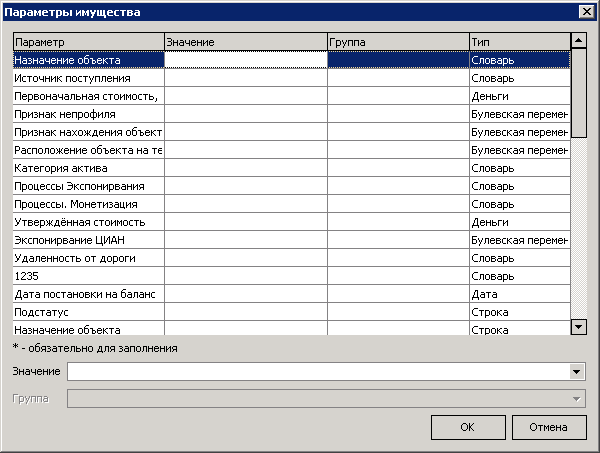 Параметры имущества
Параметр Значение Группа Тип
Назначение объекта Словарь
Источник поступления Словарь
Первоначальная стоимость, Деньги
Признак непрофиля Булевская перемен
Признак нахождения объект Булевская перемен
Расположение объекта на те Булевская перемен
Категория актива Словарь
Процессы Экспонирвания Словарь
Процессы. Монетизация Словарь
Утверждённая стоимость Деньги
Экспонирвание ЦИАН Булевская перемен
Удаленность от дороги Словарь
1235 Словарь
Дата постановки на баланс Дата
Подстатус Строка
Назначение объекта Строка
* - обязательно для заполнения
Значение
Группа
OK Отмена